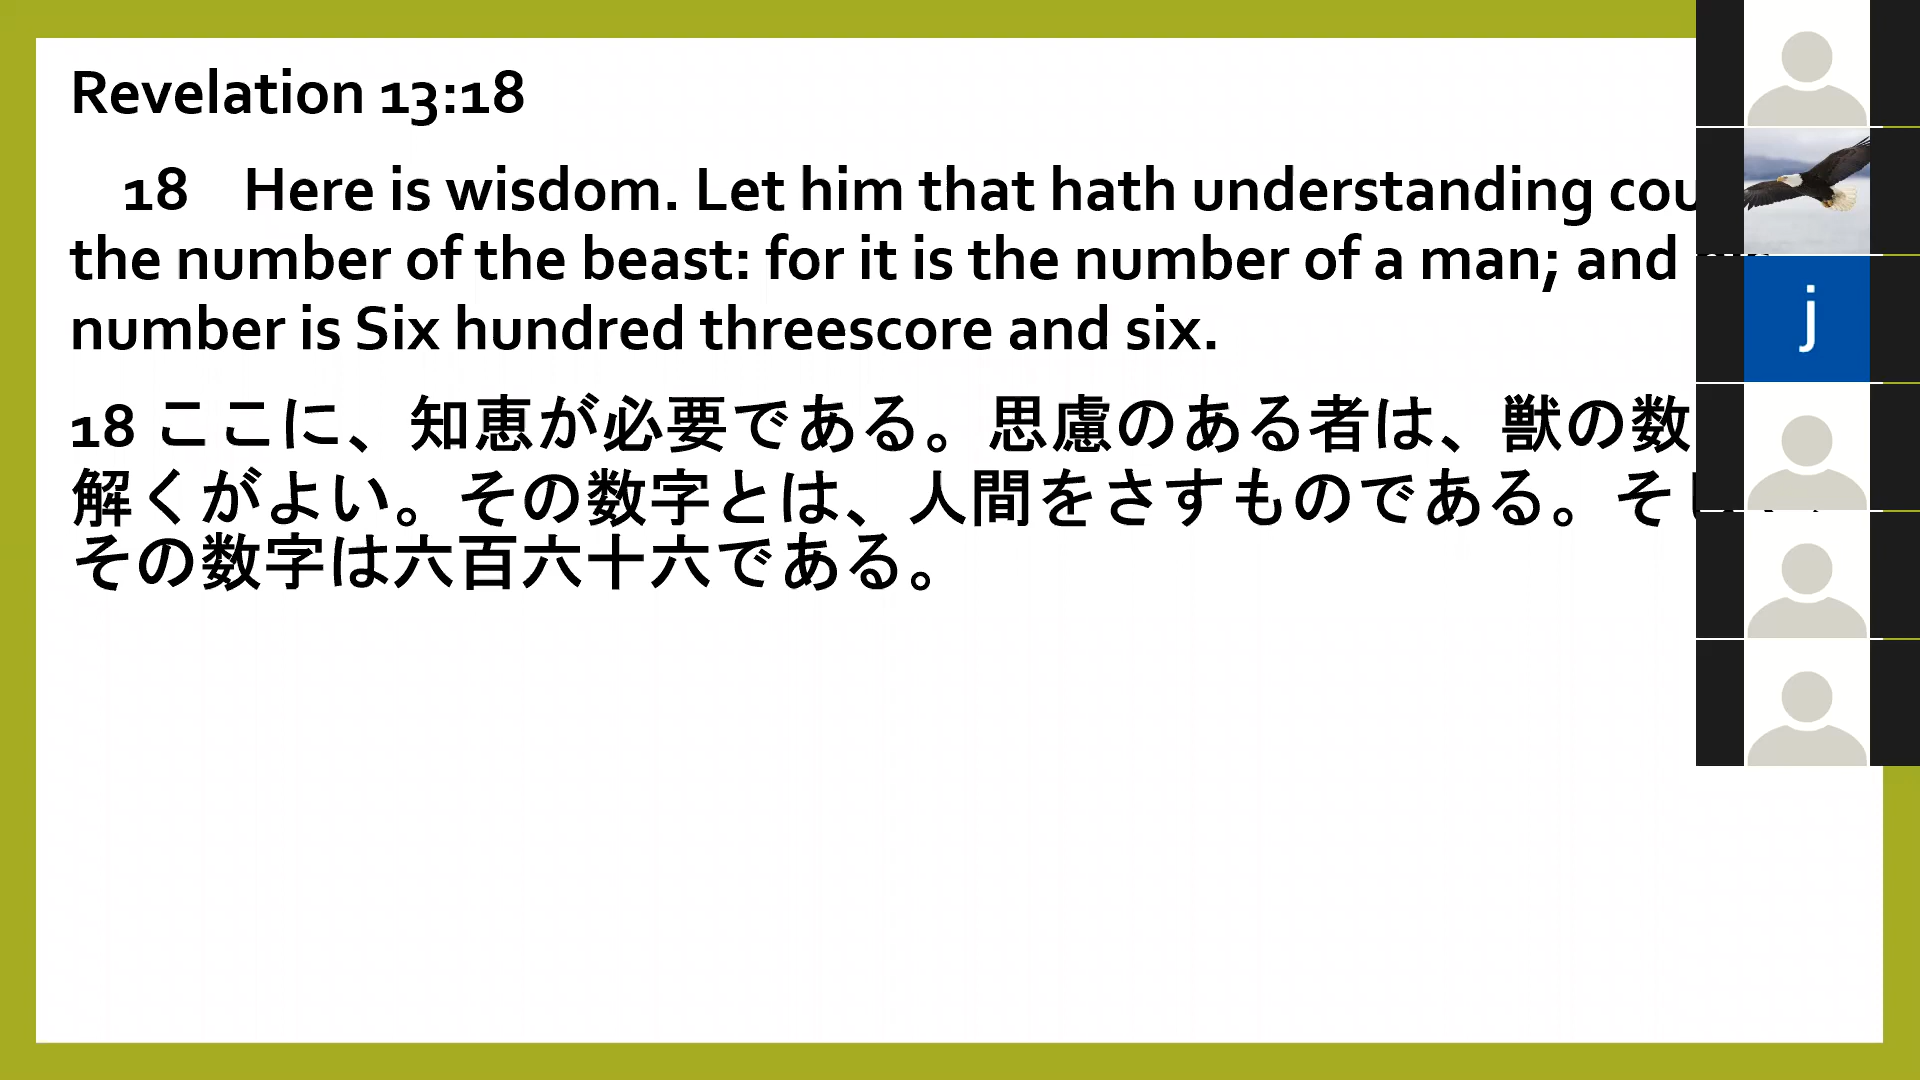 Revelation 13:18
18 Here is wisdom. Let him that hath understanding
the number of the beast: for it is the number of a man; and
number is Six hundred threescore and six.
18 ここに、知恵が必要である。思慮のある者は、獣の数
解くがよい。その数字とは、人間をさすものである。そ
その数字は六百六十六である。
j